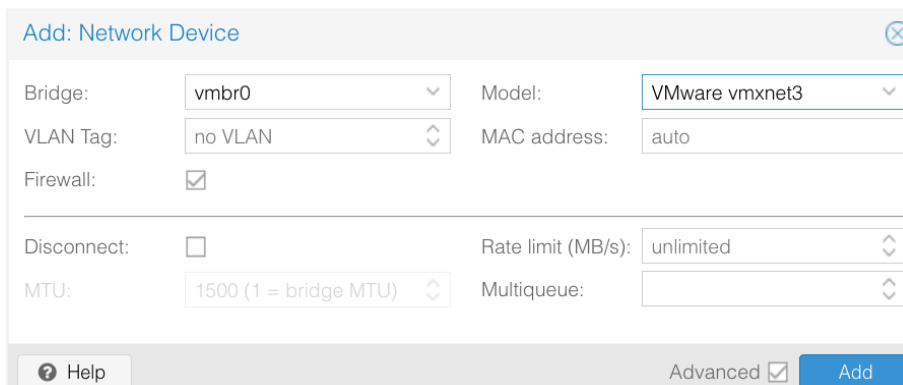 Add: Network Device
Bridge: vmbr0 Model: VMware vmxnet3
VLAN Tag: no VLAN MAC address: auto
Firewall:
Disconnect: Rate limit (MB/s): unlimited
MTU: 1500 (1 = bridge MTU) Multiqueue:
Help Advanced Add